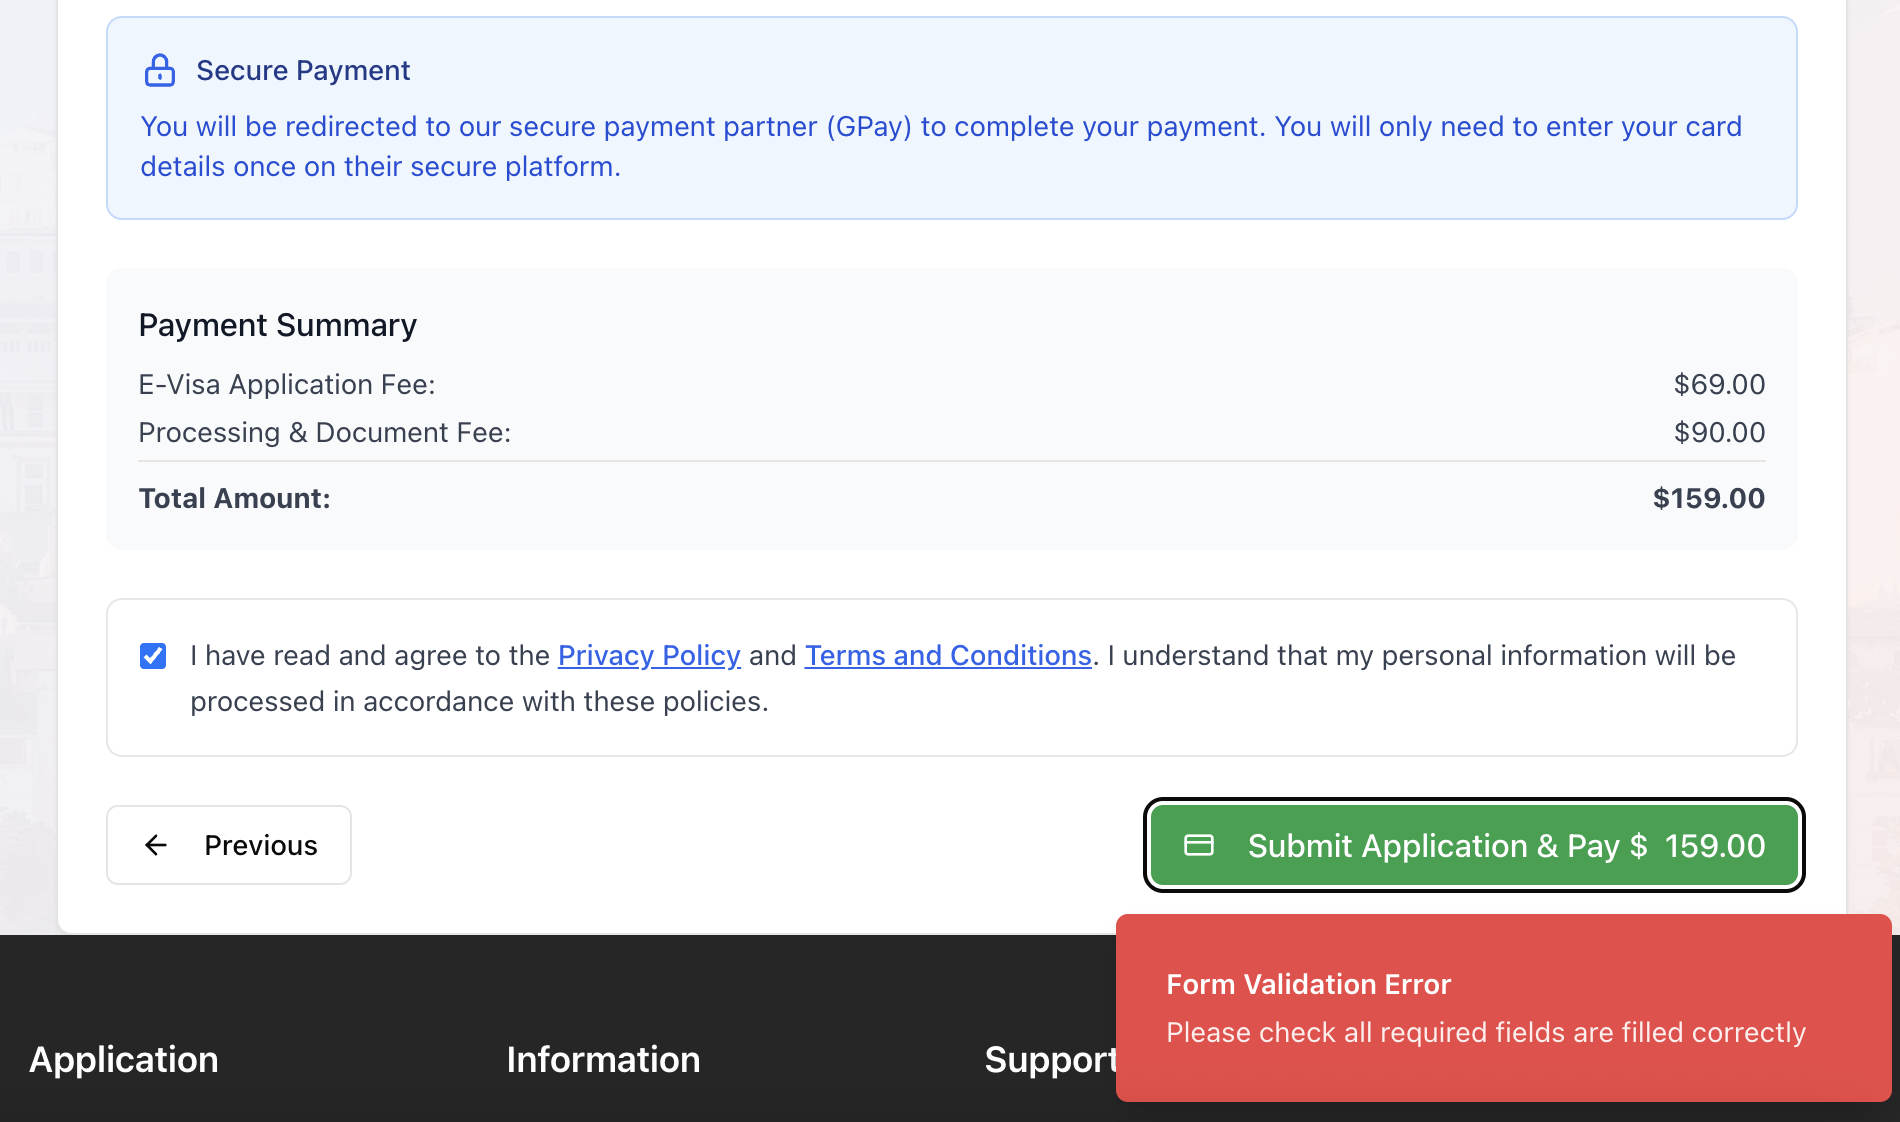 Secure Payment
You will be redirected to our secure payment partner (GPay) to complete your payment. You will only need to enter your card
details once on their secure platform.
Payment Summary
E-Visa Application Fee: $69.00
Processing & Document Fee: $90.00
Total Amount: $159.00
I have read and agree to the Privacy Policy and Terms and Conditions. I understand that my personal information will be
processed in accordance with these policies.
Previous
Submit Application & Pay $ 159.00
Form Validation Error
Please check all required fields are filled correctly
Application
Information
Support